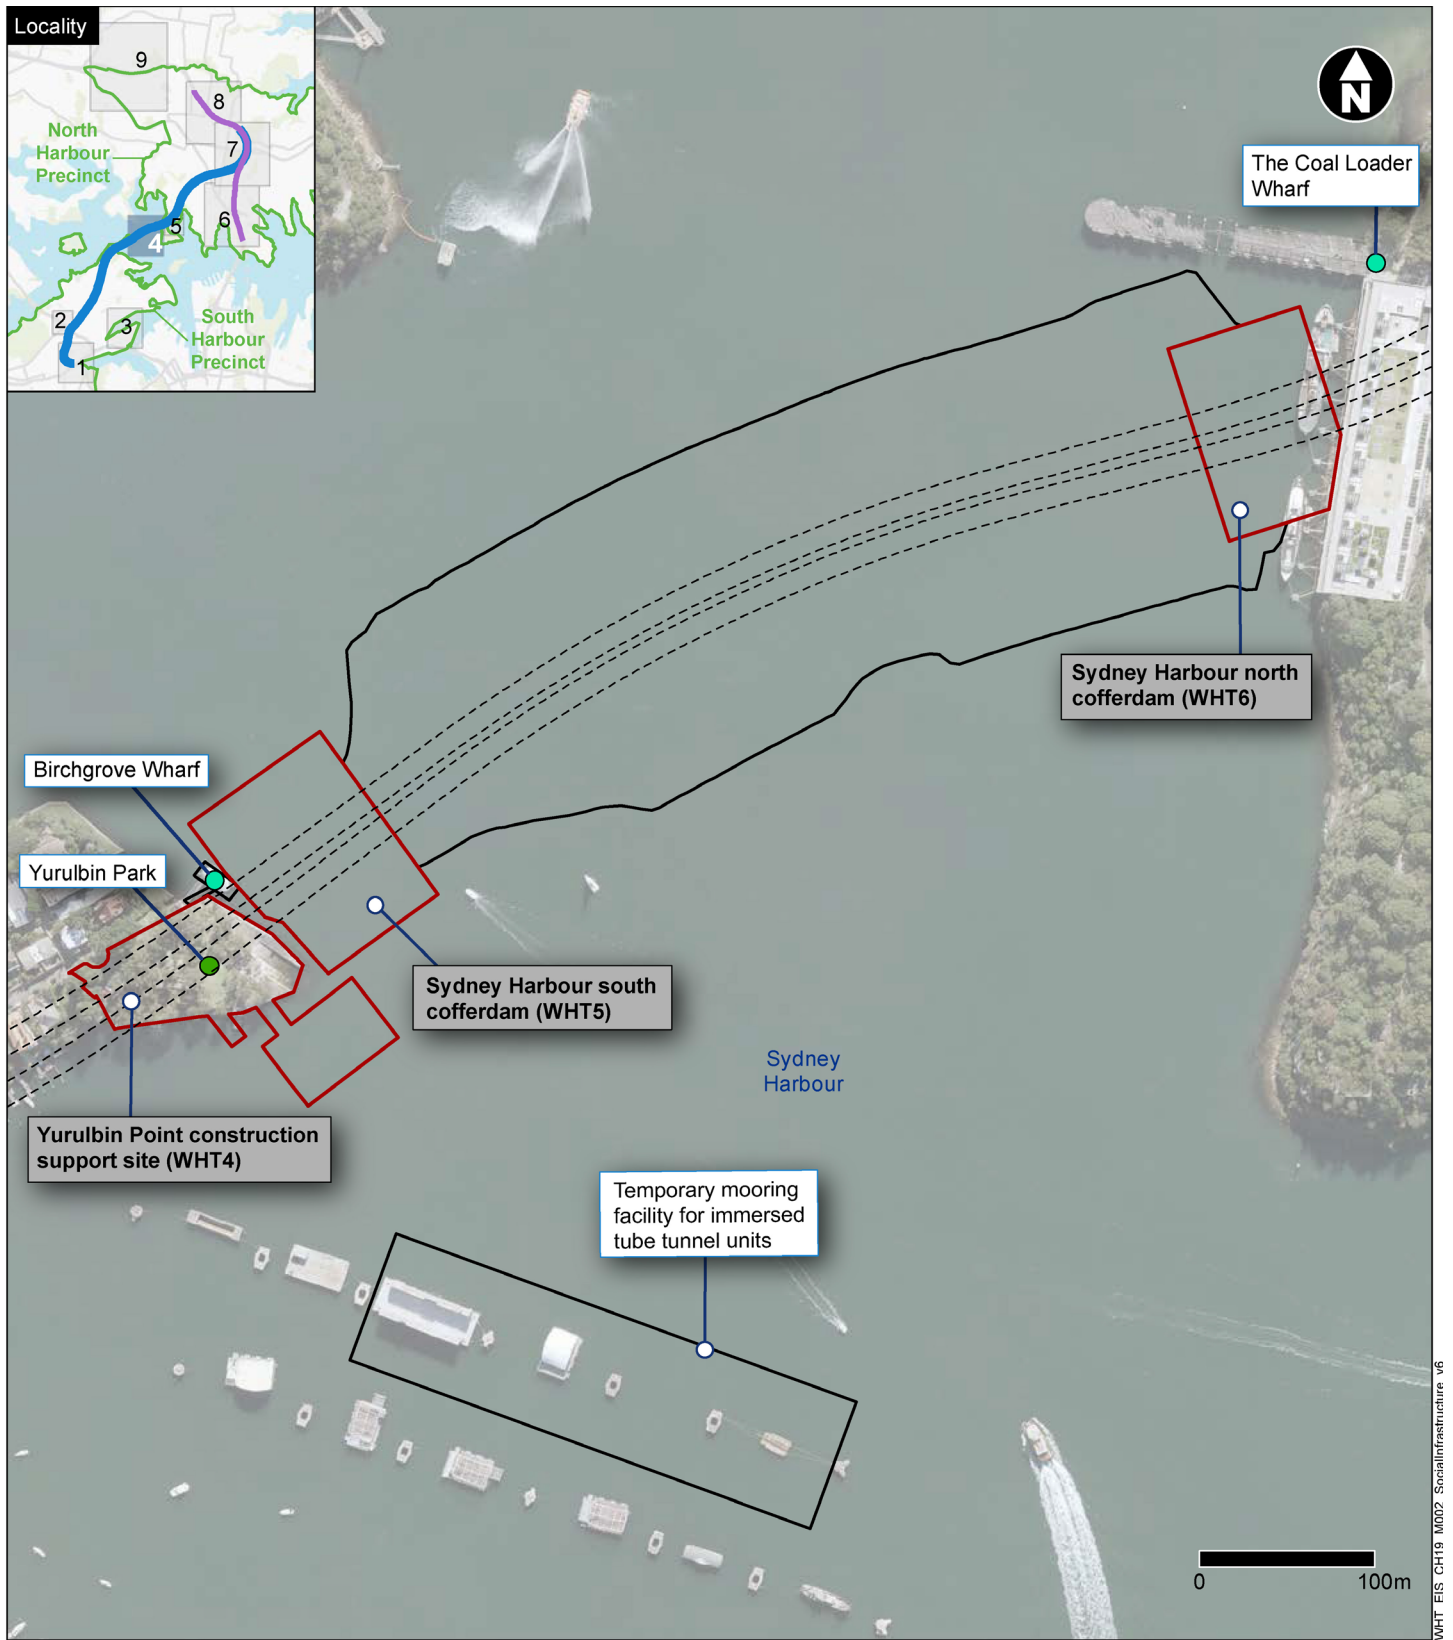 Locality
9
8
North
Harbour
Precinct
7
5
6
4
South
Harbour
Precinct
2
3
1
N
The Coal Loader
Wharf
Sydney Harbour north
cofferdam (WHT6)
Birchgrove Wharf
Yurulbin Park
Sydney Harbour south
cofferdam (WHT5)
Sydney
Harbour
Yurulbin Point construction
support site (WHT4)
Temporary mooring
facility for immersed
tube tunnel units
0 100m
WHT_EIS_CH19_M002_SocialInfrastructure_v6